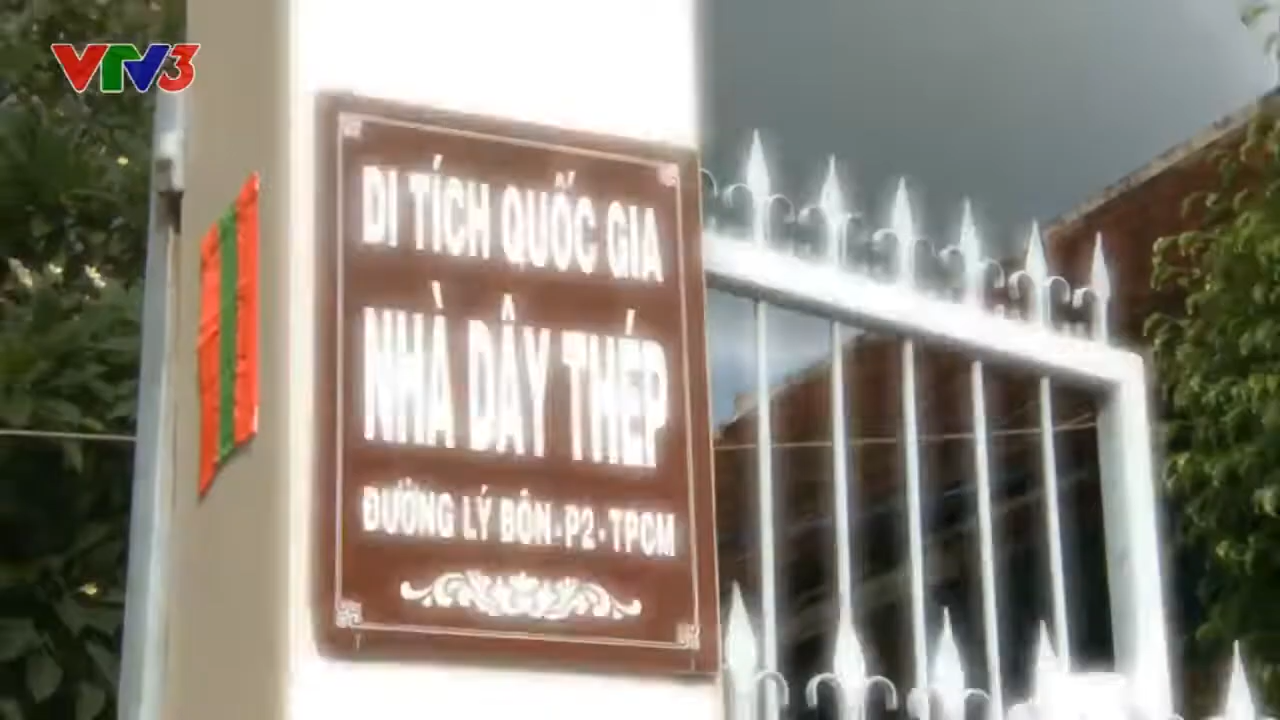 VTV3
DI TÍCH QUỐC GIA
NHÀ DÂY THÉP
ĐƯỜNG LÝ BÔN-P2-TPCM